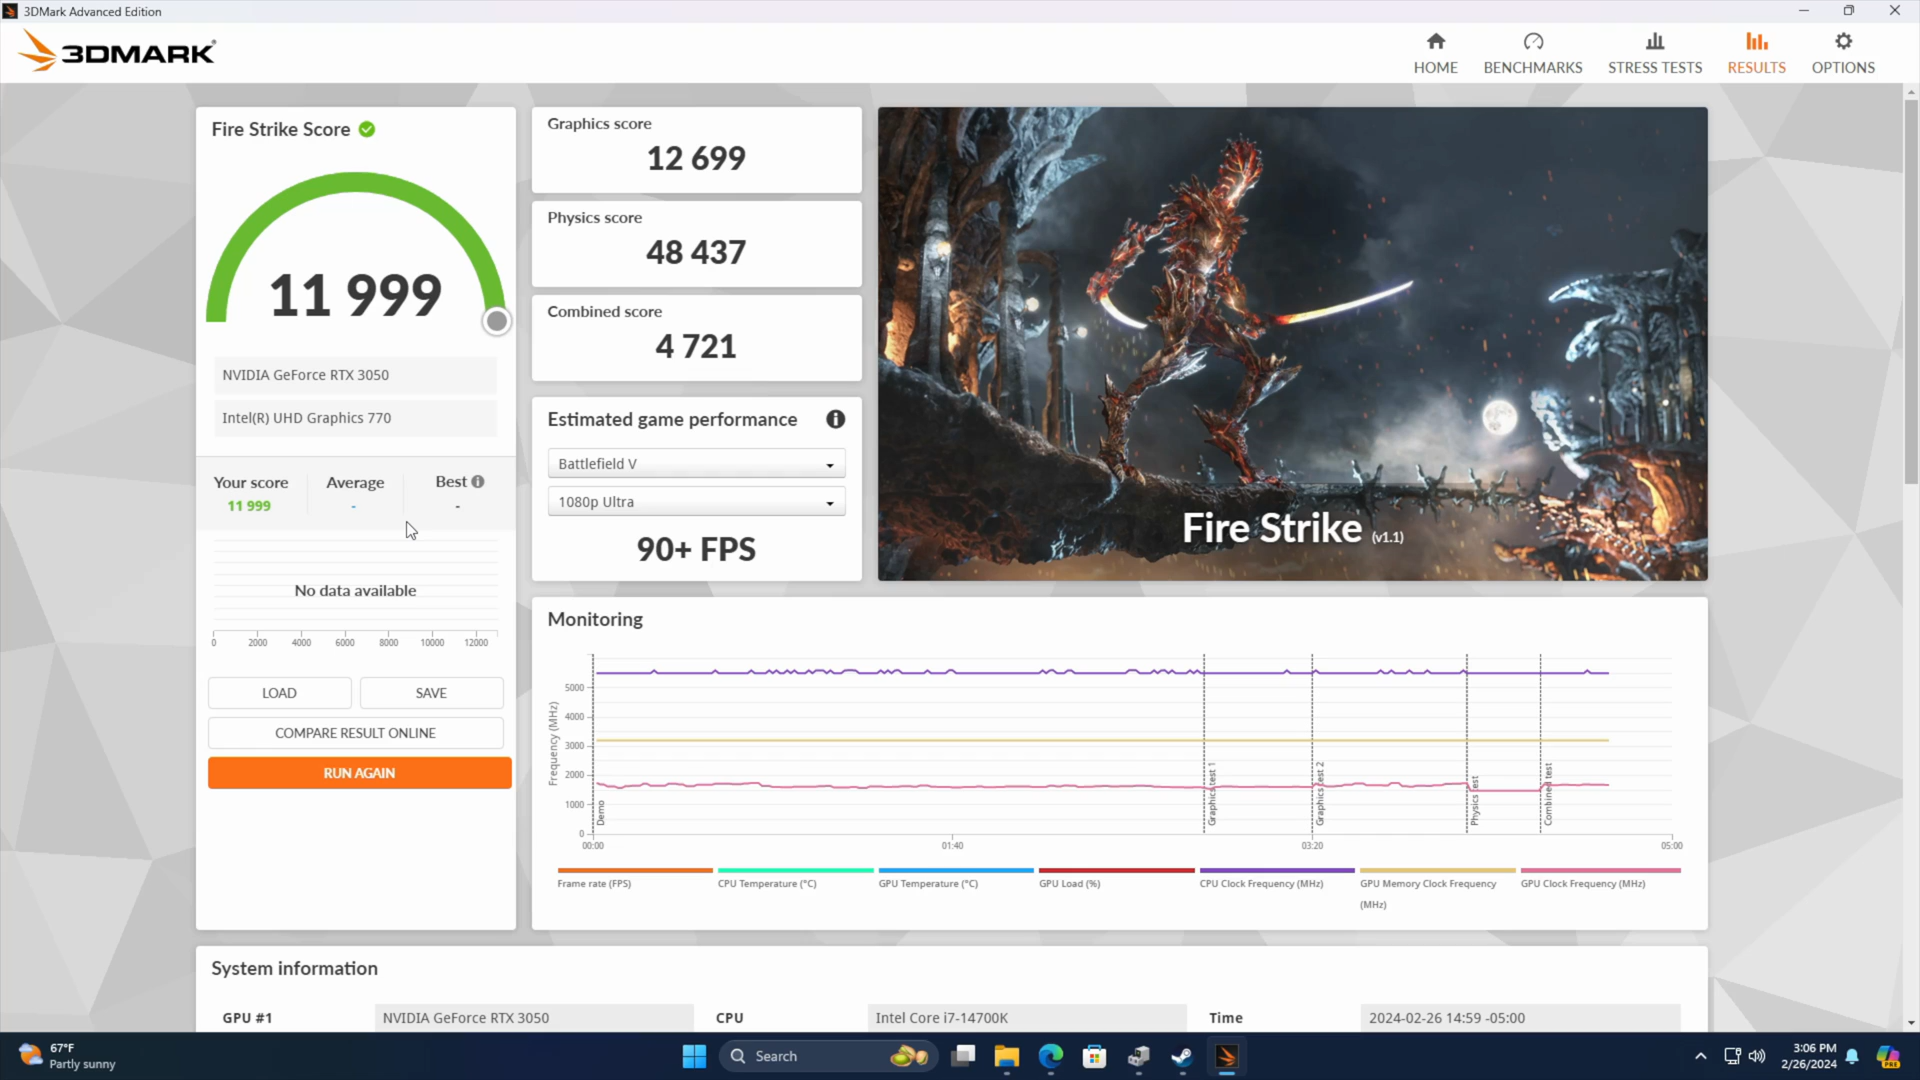 3DMark Advanced Edition
3DMARK
HOME
BENCHMARKS
STRESS TESTS
RESULTS
OPTIONS
Fire Strike Score
11 999
NVIDIA GeForce RTX 3050
Intel(R) UHD Graphics 770
Your score
Average
Best
11 999
-
-
No data available
0 2000 4000 6000 8000 10000 12000
LOAD
SAVE
COMPARE RESULT ONLINE
RUN AGAIN
Graphics score
12 699
Physics score
48 437
Combined score
4 721
Estimated game performance
Battlefield V
1080p Ultra
90+ FPS
Fire Strike (v1.1)
Monitoring
Frequency (MHz)
5000
4000
3000
2000
1000
0
Demo
Graphics test 1
Graphics test 2
Physics test
Combined test
00:00 01:40 03:20 05:00
Frame rate (FPS)
CPU Temperature (°C)
GPU Temperature (°C)
GPU Load (%)
CPU Clock Frequency (MHz)
GPU Memory Clock Frequency
(MHz)
GPU Clock Frequency (MHz)
System information
GPU #1
NVIDIA GeForce RTX 3050
CPU
Intel Core i7-14700K
Time
2024-02-26 14:59 -05:00
67°F
Partly sunny
Search
3:06 PM
2/26/2024
PRE